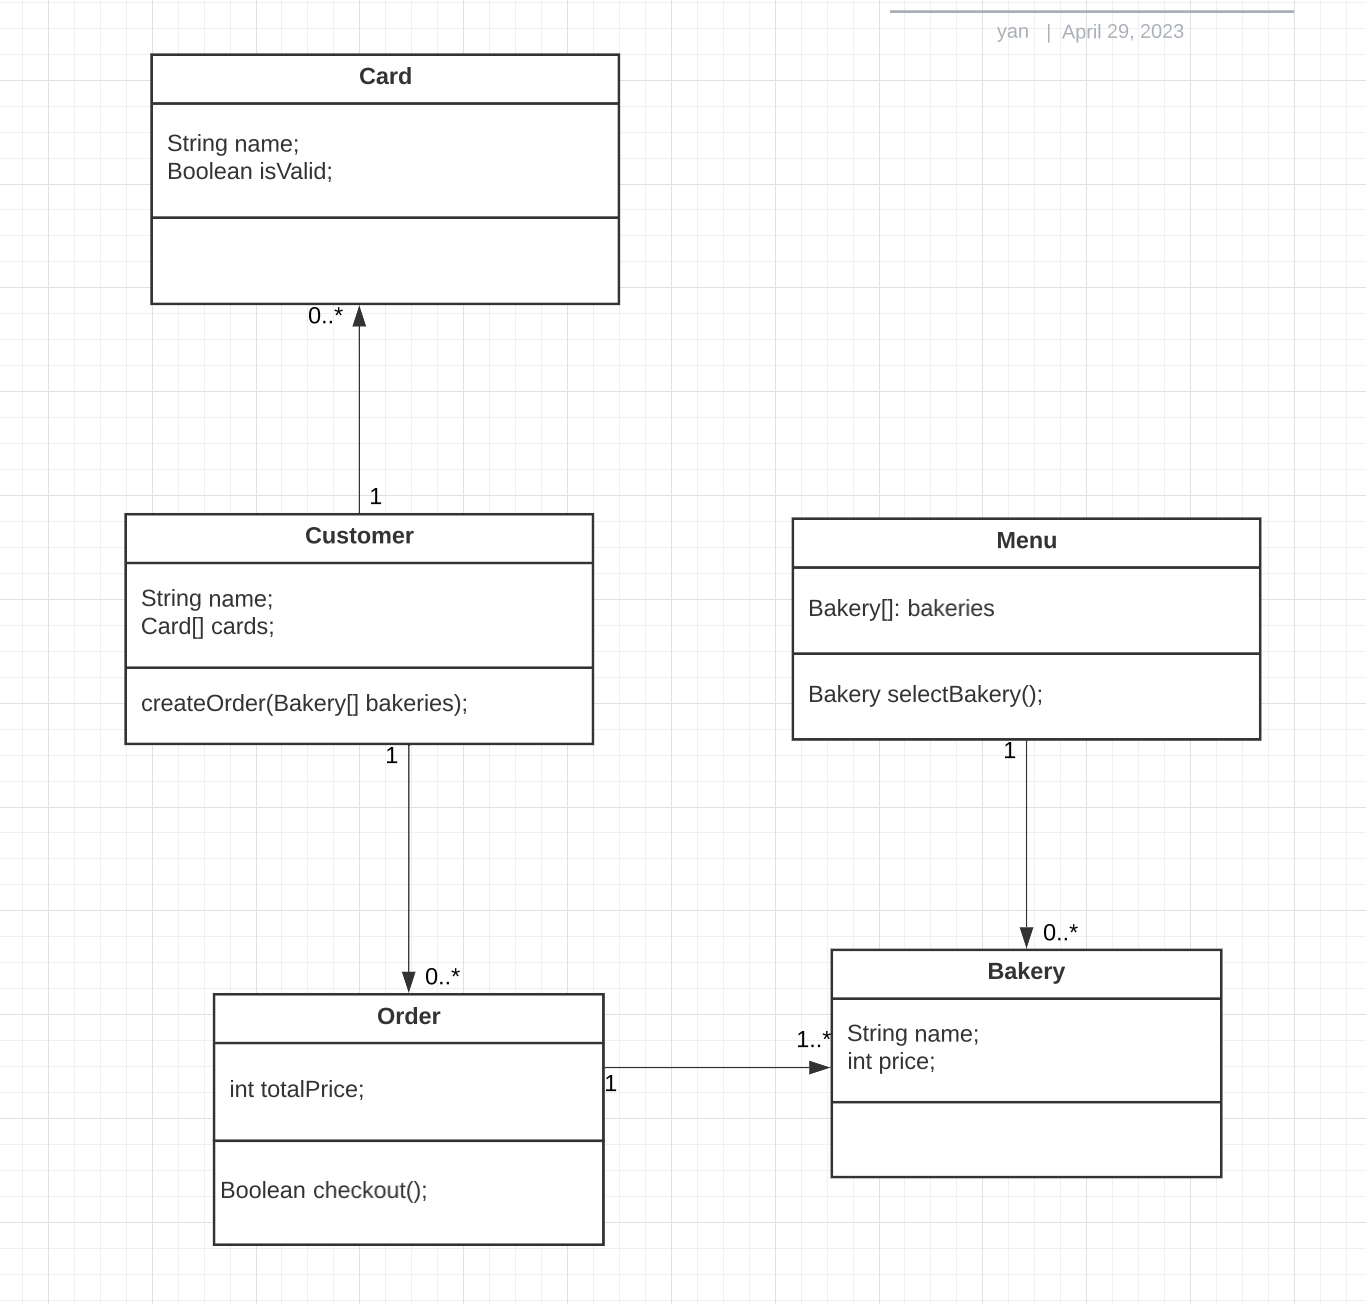 yan | April 29, 2023
Card
String name;
Boolean isValid;
0..*
1
Customer
String name;
Card[] cards;
createOrder(Bakery[] bakeries);
1
0..*
Menu
Bakery[]: bakeries
Bakery selectBakery();
1
0..*
Order
int totalPrice;
Boolean checkout();
1
1..*
Bakery
String name;
int price;